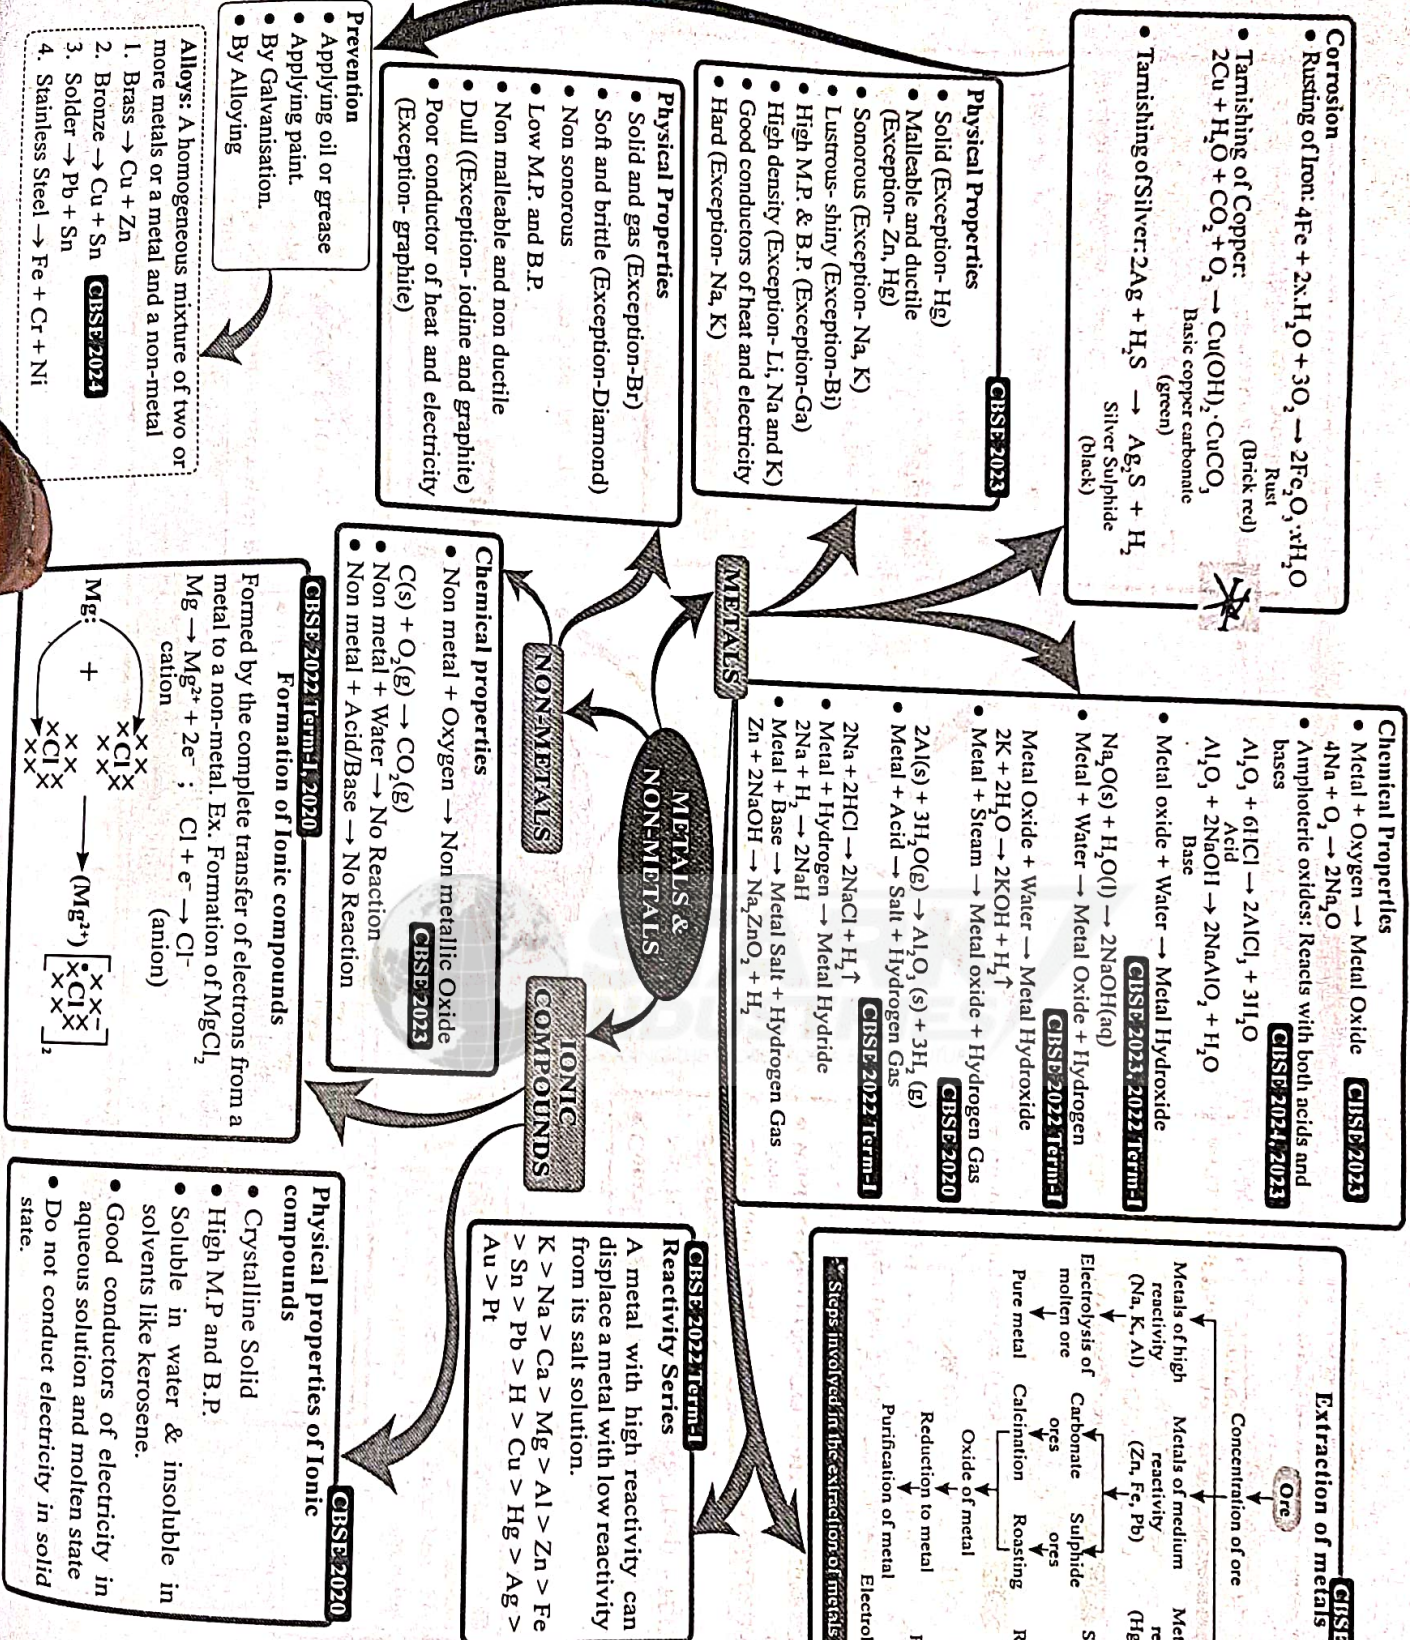 Corrosion
• Rusting of Iron: 4Fe + 2x.H₂O + 3O₂ → 2Fe₂O₃·xH₂O
Rust
(Brick red)
• Tarnishing of Copper:
2Cu + H₂O + CO₂ + O₂ → Cu(OH)₂·CuCO₃
Basic copper carbonate
(green)
• Tarnishing of Silver: 2Ag + H₂S → Ag₂S + H₂
Silver Sulphide
(black)
CBSE 2023
Physical Properties
• Solid (Exception- Hg)
• Malleable and ductile
(Exception- Zn, Hg)
• Sonorous (Exception- Na, K)
• Lustrous- shiny (Exception-Bi)
• High M.P. & B.P. (Exception-Ga)
• High density (Exception- Li, Na and K)
• Good conductors of heat and electricity
• Hard (Exception- Na, K)
Physical Properties
• Solid and gas (Exception-Br)
• Soft and brittle (Exception-Diamond)
• Non sonorous
• Low M.P. and B.P.
• Non malleable and non ductile
• Dull ((Exception- iodine and graphite)
• Poor conductor of heat and electricity
(Exception- graphite)
Prevention
• Applying oil or grease
• Applying paint.
• By Galvanisation.
• By Alloying
Alloys: A homogeneous mixture of two or
more metals or a metal and a non-metal
1. Brass → Cu + Zn
2. Bronze → Cu + Sn CBSE 2024
3. Solder → Pb + Sn
4. Stainless Steel → Fe + Cr + Ni
METALS
NON-METALS
METALS &
NON-METALS
IONIC
COMPOUNDS
Chemical Properties
• Metal + Oxygen → Metal Oxide CBSE 2023
4Na + O₂ → 2Na₂O
• Amphoteric oxides: Reacts with both acids and
bases CBSE 2024, 2023
Al₂O₃ + 6HCl → 2AlCl₃ + 3H₂O
Acid
Al₂O₃ + 2NaOH → 2NaAlO₂ + H₂O
Base
• Metal oxide + Water → Metal Hydroxide
CBSE 2023, 2022 Term-I
Na₂O(s) + H₂O(l) → 2NaOH(aq)
• Metal + Water → Metal Oxide + Hydrogen
CBSE 2022 Term-I
Metal Oxide + Water → Metal Hydroxide
2K + 2H₂O → 2KOH + H₂↑
• Metal + Steam → Metal oxide + Hydrogen Gas
CBSE 2020
2Al(s) + 3H₂O(g) → Al₂O₃ (s) + 3H₂ (g)
• Metal + Acid → Salt + Hydrogen Gas
CBSE 2022 Term-I
2Na + 2HCl → 2NaCl + H₂↑
• Metal + Hydrogen → Metal Hydride
2Na + H₂ → 2NaH
• Metal + Base → Metal Salt + Hydrogen Gas
Zn + 2NaOH → Na₂ZnO₂ + H₂
Chemical properties
• Non metal + Oxygen → Non metallic Oxide
CBSE 2023
C(s) + O₂(g) → CO₂(g)
• Non metal + Water → No Reaction
• Non metal + Acid/Base → No Reaction
CBSE 2022 Term-I, 2020
Formation of Ionic compounds
Formed by the complete transfer of electrons from a
metal to a non-metal. Ex. Formation of MgCl₂
Mg → Mg²⁺ + 2e⁻ ; Cl + e⁻ → Cl⁻
cation (anion)
Mg: + Cl Cl → (Mg²⁺) [Cl]⁻₂
CBSE
Extraction of metals
Ore
Concentration of ore
Metals of high
reactivity
(Na, K, Al)
Metals of medium
reactivity
(Zn, Fe, Pb)
(Hg
Electrolysis of
molten ore
Pure metal
Carbonate
ores
Sulphide
ores
Calcination
Roasting
Oxide of metal
Reduction to metal
Purification of metal
Electrol
Steps involved in the extraction of metals
CBSE 2022 Term-I
Reactivity Series
A metal with high reactivity can
displace a metal with low reactivity
from its salt solution.
K > Na > Ca > Mg > Al > Zn > Fe
> Sn > Pb > H > Cu > Hg > Ag >
Au > Pt
CBSE 2020
Physical properties of Ionic
compounds
• Crystalline Solid
• High M.P and B.P.
• Soluble in water & insoluble in
solvents like kerosene.
• Good conductors of electricity in
aqueous solution and molten state
• Do not conduct electricity in solid
state.